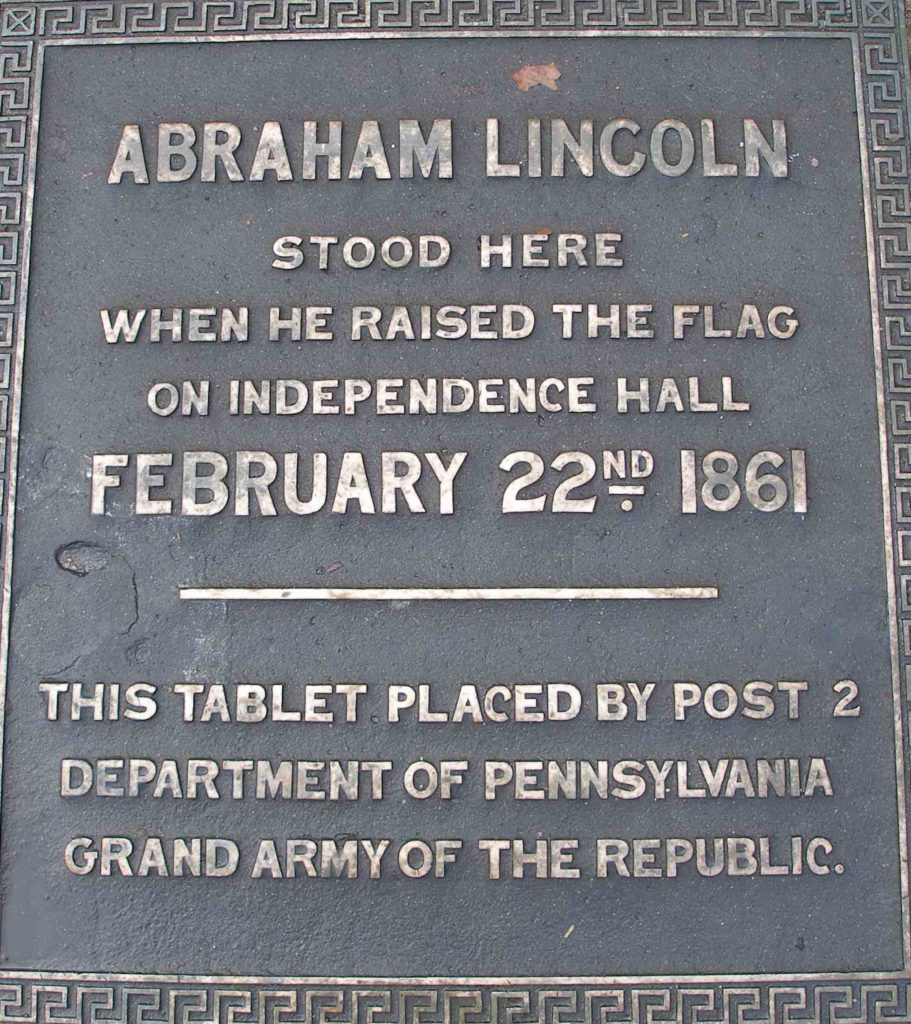 ABRAHAM LINCOLN
STOOD HERE
WHEN HE RAISED THE FLAG
ON INDEPENDENCE HALL
FEBRUARY 22ND 1861
THIS TABLET PLACED BY POST 2
DEPARTMENT OF PENNSYLVANIA
GRAND ARMY OF THE REPUBLIC.